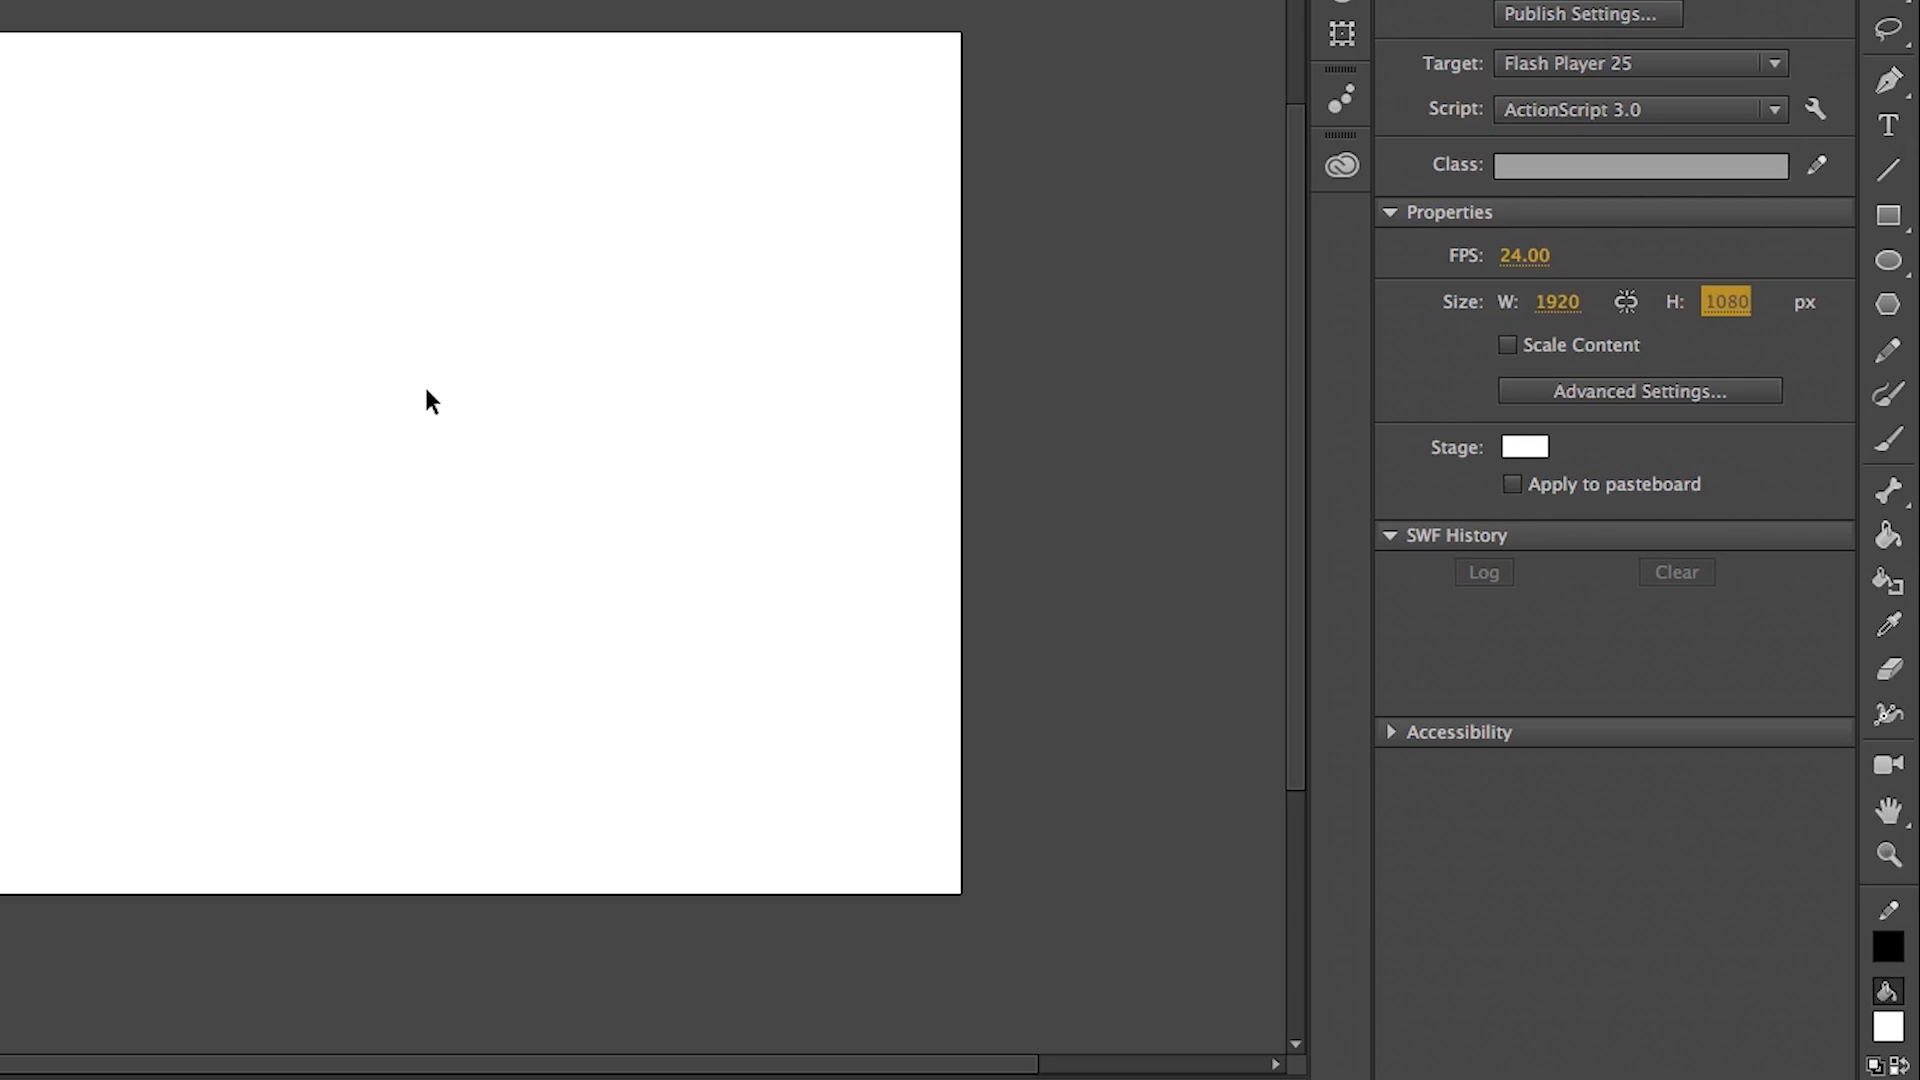 Publish Settings...
Target: Flash Player 25
Script: ActionScript 3.0
Class:
Properties
FPS: 24.00
Size: W: 1920 H: 1080 px
Scale Content
Advanced Settings...
Stage:
Apply to pasteboard
SWF History
Log Clear
Accessibility